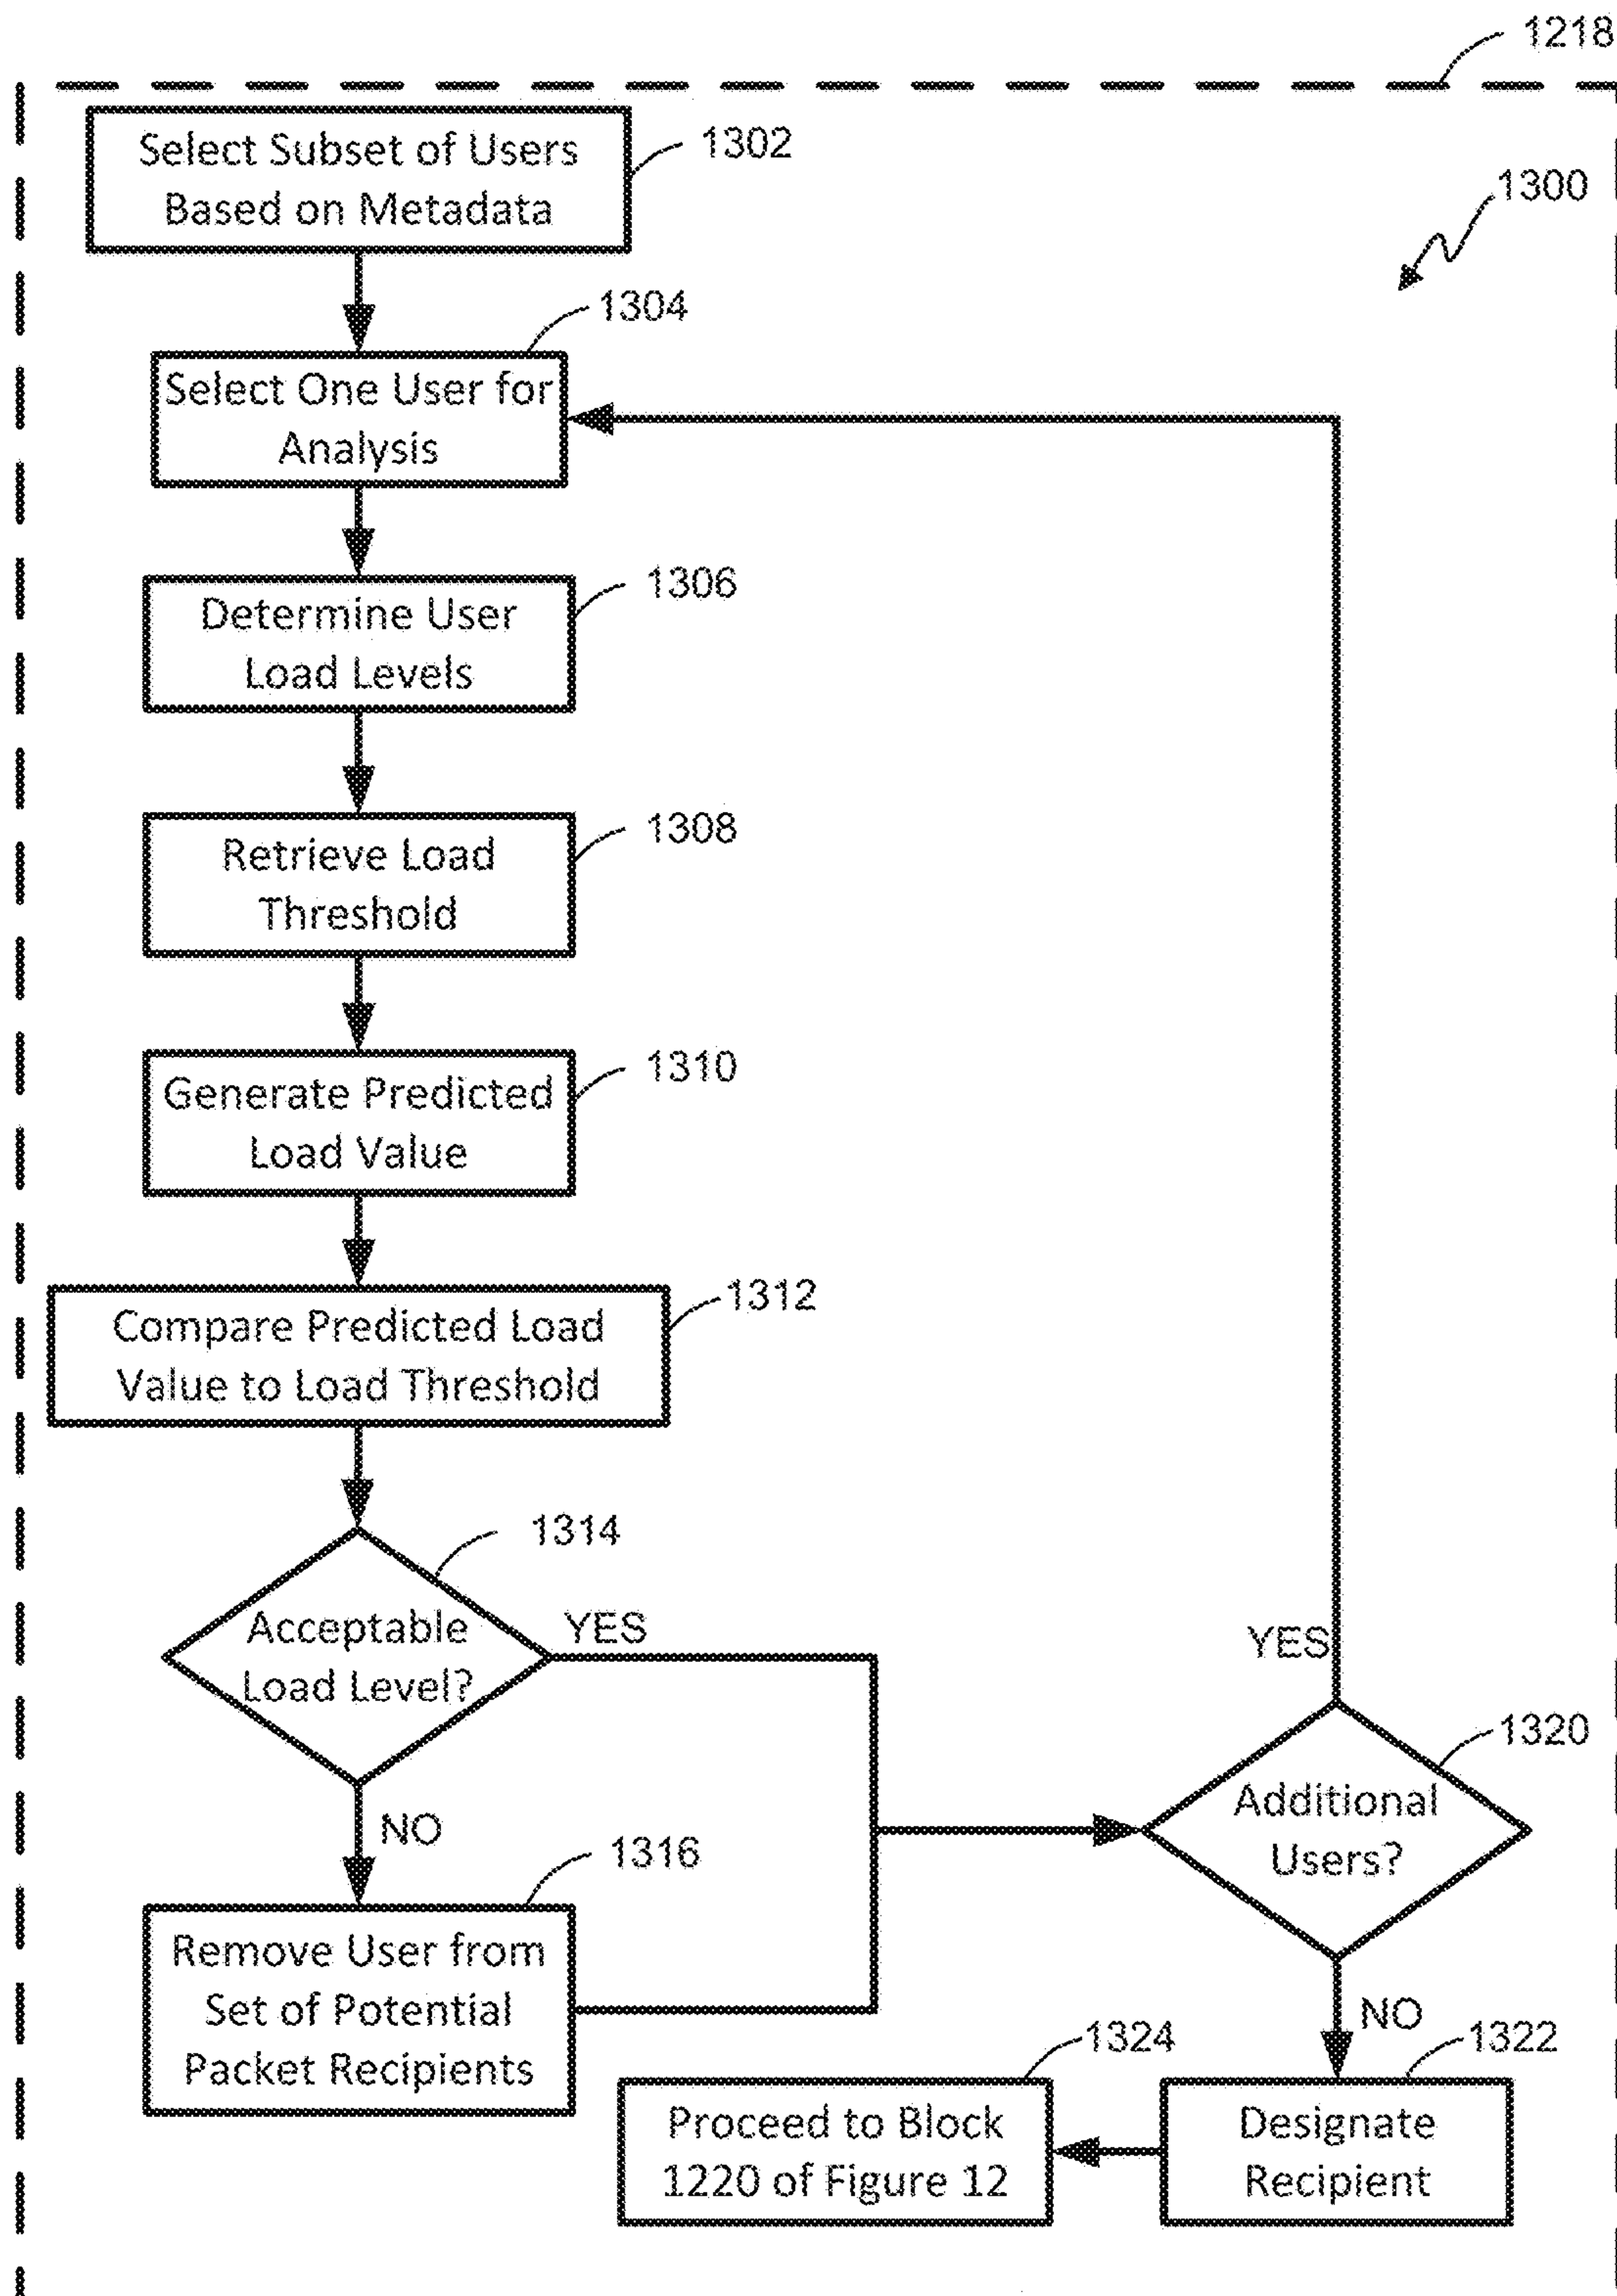 1218
Select Subset of Users
Based on Metadata
1302
1300
1304
Select One User for
Analysis
1306
Determine User
Load Levels
1308
Retrieve Load
Threshold
1310
Generate Predicted
Load Value
1312
Compare Predicted Load
Value to Load Threshold
1314
Acceptable
Load Level?
YES
YES
1320
Additional
Users?
NO
1316
Remove User from
Set of Potential
Packet Recipients
NO
1324
1322
Proceed to Block
1220 of Figure 12
Designate
Recipient